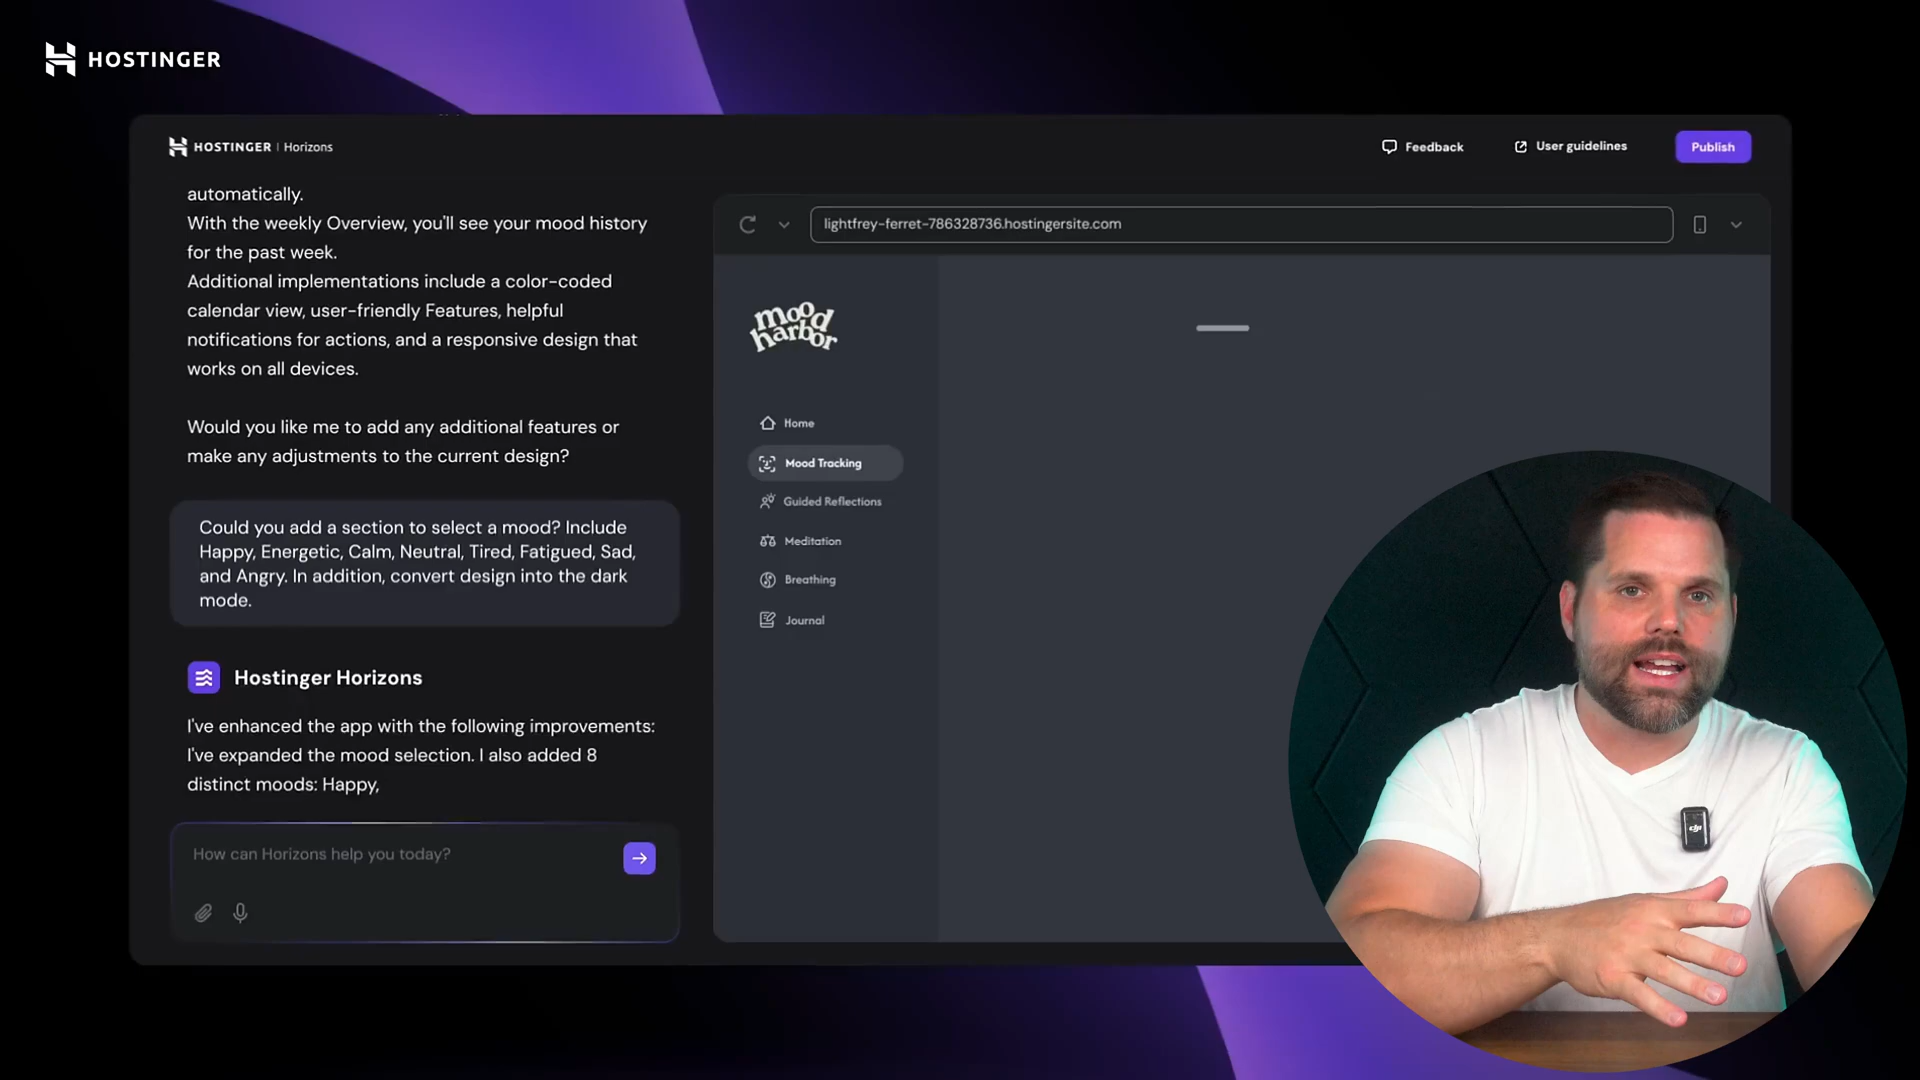 HOSTINGER
HOSTINGER | Horizons
Feedback
User guidelines
Publish
automatically.
With the weekly Overview, you'll see your mood history
for the past week.
Additional implementations include a color-coded
calendar view, user-friendly Features, helpful
notifications for actions, and a responsive design that
works on all devices.
Would you like me to add any additional features or
make any adjustments to the current design?
Could you add a section to select a mood? Include
Happy, Energetic, Calm, Neutral, Tired, Fatigued, Sad,
and Angry. In addition, convert design into the dark
mode.
Hostinger Horizons
I've enhanced the app with the following improvements:
I've expanded the mood selection. I also added 8
distinct moods: Happy,
How can Horizons help you today?
lightfrey-ferret-786328736.hostingersite.com
mood
harbor
Home
Mood Tracking
Guided Reflections
Meditation
Breathing
Journal
dji